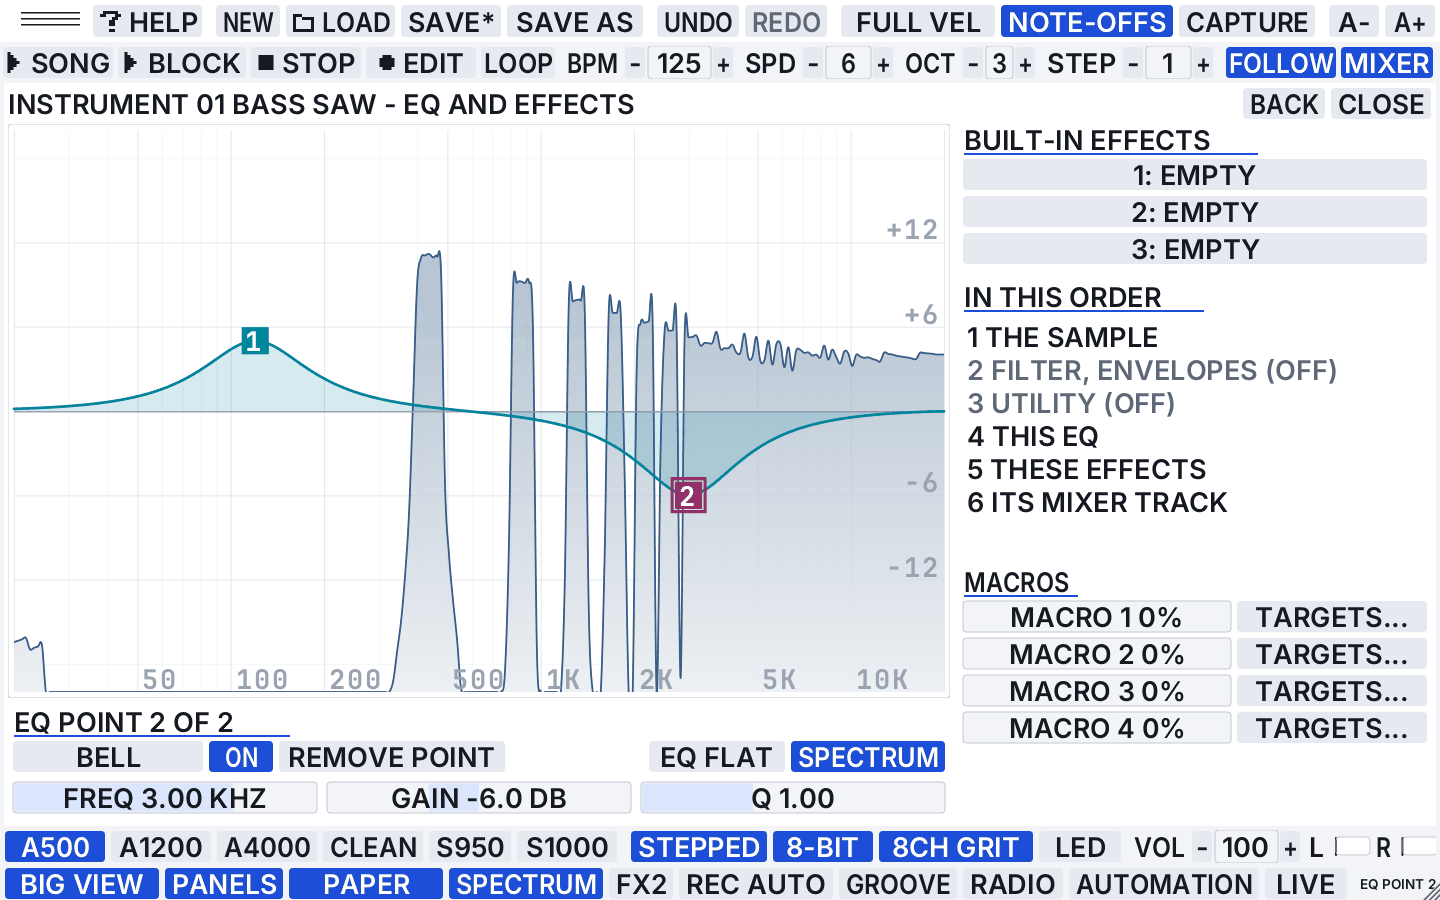 HELP NEW LOAD SAVE* SAVE AS UNDO REDO FULL VEL NOTE-OFFS CAPTURE A- A+
SONG BLOCK STOP EDIT LOOP BPM - 125 + SPD - 6 + OCT - 3 + STEP - 1 + FOLLOW MIXER
INSTRUMENT 01 BASS SAW - EQ AND EFFECTS BACK CLOSE
+12
+6
-6
-12
1
2
50 100 200 500 1K 2K 5K 10K
BUILT-IN EFFECTS
1: EMPTY
2: EMPTY
3: EMPTY
IN THIS ORDER
1 THE SAMPLE
2 FILTER, ENVELOPES (OFF)
3 UTILITY (OFF)
4 THIS EQ
5 THESE EFFECTS
6 ITS MIXER TRACK
MACROS
MACRO 1 0% TARGETS...
MACRO 2 0% TARGETS...
MACRO 3 0% TARGETS...
MACRO 4 0% TARGETS...
EQ POINT 2 OF 2
BELL ON REMOVE POINT EQ FLAT SPECTRUM
FREQ 3.00 KHZ GAIN -6.0 DB Q 1.00
A500 A1200 A4000 CLEAN S950 S1000 STEPPED 8-BIT 8CH GRIT LED VOL - 100 + L R
BIG VIEW PANELS PAPER SPECTRUM FX2 REC AUTO GROOVE RADIO AUTOMATION LIVE EQ POINT 2